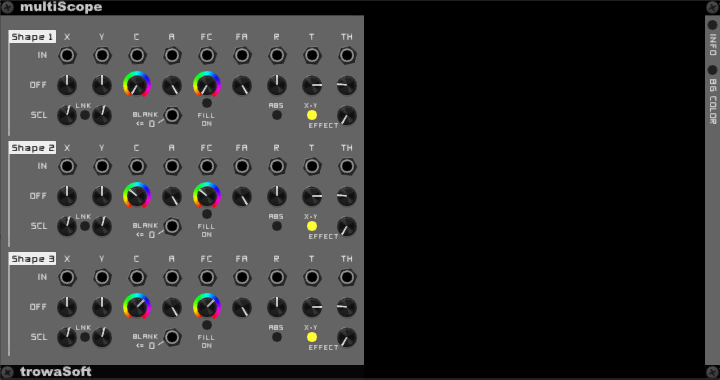 multiScope
Shape 1 X Y C A FC FA R T TH
IN
OFF
SCL LNK BLANK <= 0 FILL ON ABS X-Y EFFECT
Shape 2 X Y C A FC FA R T TH
IN
OFF
SCL LNK BLANK <= 0 FILL ON ABS X-Y EFFECT
Shape 3 X Y C A FC FA R T TH
IN
OFF
SCL LNK BLANK <= 0 FILL ON ABS X-Y EFFECT
INFO
BG COLOR
trowaSoft